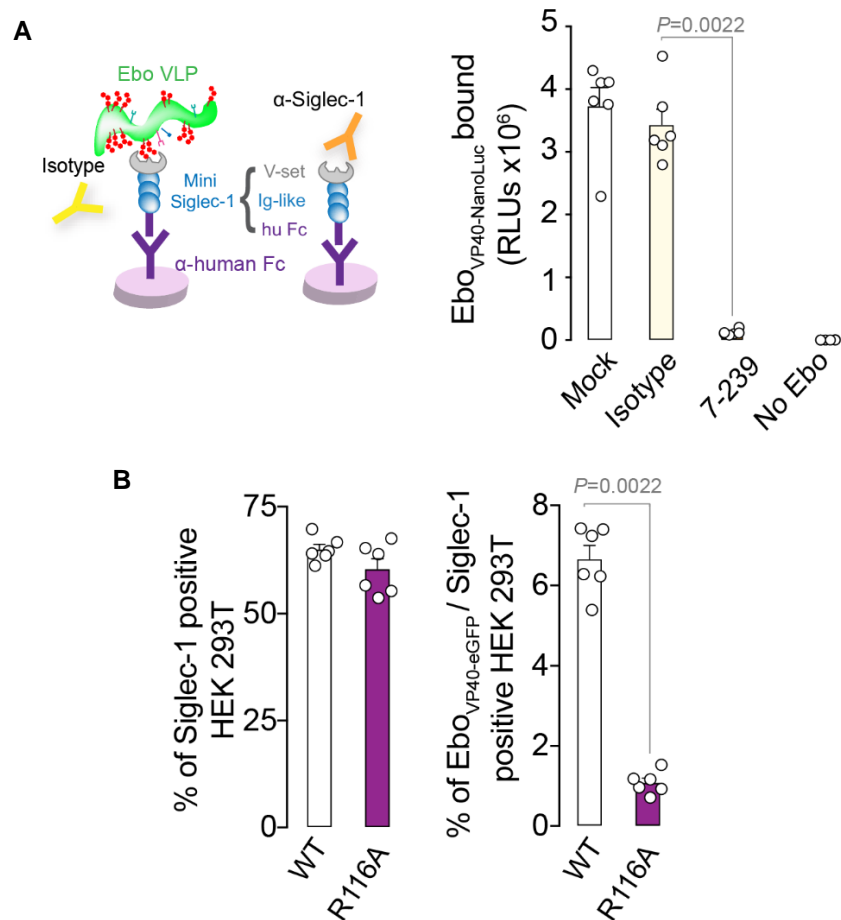 A
Ebo VLP
α-Siglec-1
Isotype
Mini
Siglec-1
V-set
Ig-like
hu Fc
α-human Fc
Ebo VP40-NanoLuc bound
(RLUs x10⁶)
P=0.0022
5
4
3
2
1
0
Mock
Isotype
7-239
No Ebo
B
% of Siglec-1 positive
HEK 293T
75
50
25
0
WT
R116A
% of Ebo VP40-eGFP / Siglec-1
positive HEK 293T
P=0.0022
8
6
4
2
0
WT
R116A